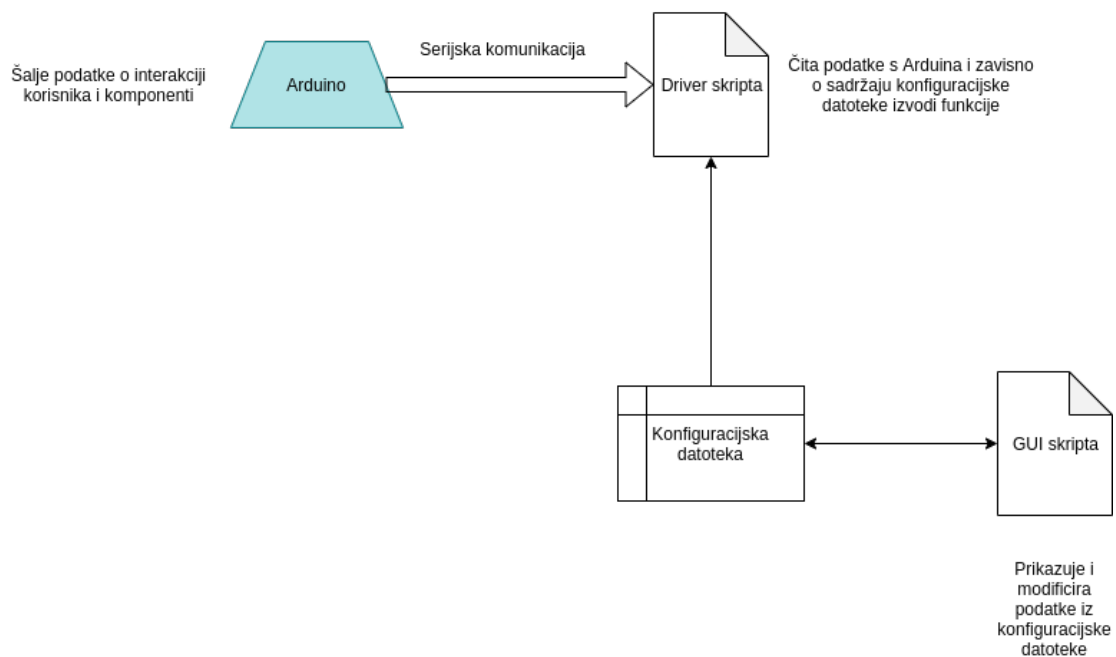 Šalje podatke o interakciji
korisnika i komponenti
Arduino
Serijska komunikacija
Driver skripta
Čita podatke s Arduina i zavisno
o sadržaju konfiguracijske
datoteke izvodi funkcije
Konfiguracijska
datoteka
GUI skripta
Prikazuje i
modificira
podatke iz
konfiguracijske
datoteke